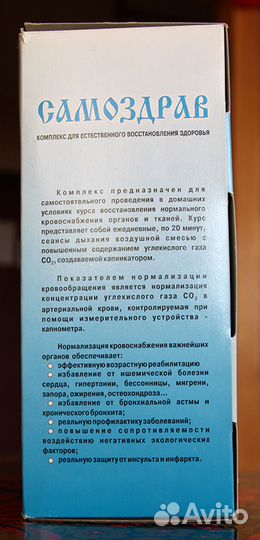 САМОЗДРАВ
КОМПЛЕКС ДЛЯ ЕСТЕСТВЕННОГО ВОССТАНОВЛЕНИЯ ЗДОРОВЬЯ
Комплекс предназначен для
самостоятельного проведения в домашних
условиях курса восстановления нормального
кровоснабжения органов и тканей. Курс
представляет собой ежедневные, по 20 минут,
сеансы дыхания воздушной смесью с
повышенным содержанием углекислого газа
CO2, создаваемой капникатором.
Показателем нормализации
кровообращения является нормализация
концентрации углекислого газа CO2 в
артериальной крови, контролируемая при
помощи измерительного устройства -
капнометра.
Нормализация кровоснабжения важнейших
органов обеспечивает:
эффективную возрастную реабилитацию
избавление от ишемической болезни
сердца, гипертонии, бессонницы, мигрени,
запора, ожирения, остеохондроза...
избавление от бронхиальной астмы и
хронического бронхита;
реальную профилактику заболеваний;
повышение сопротивляемости
воздействию негативных экологических
факторов;
реальную защиту от инсульта и инфаркта.
Avito